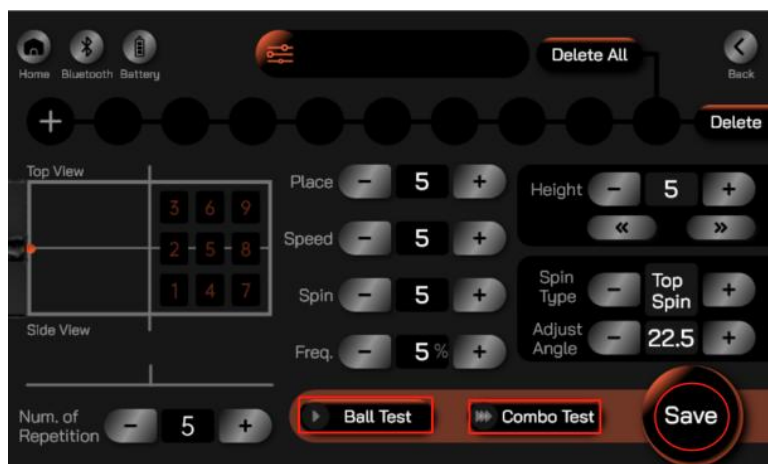 Delete All
Home Bluetooth Battery
Back
+
Delete
Top View
3 6 9
2 5 8
1 4 7
Side View
Place - 5 +
Speed - 5 +
Spin - 5 +
Freq. - 5 % +
Height - 5 +
« »
Spin Type - Top Spin +
Adjust Angle - 22.5 +
Num. of
Repetition - 5 +
Ball Test
Combo Test
Save